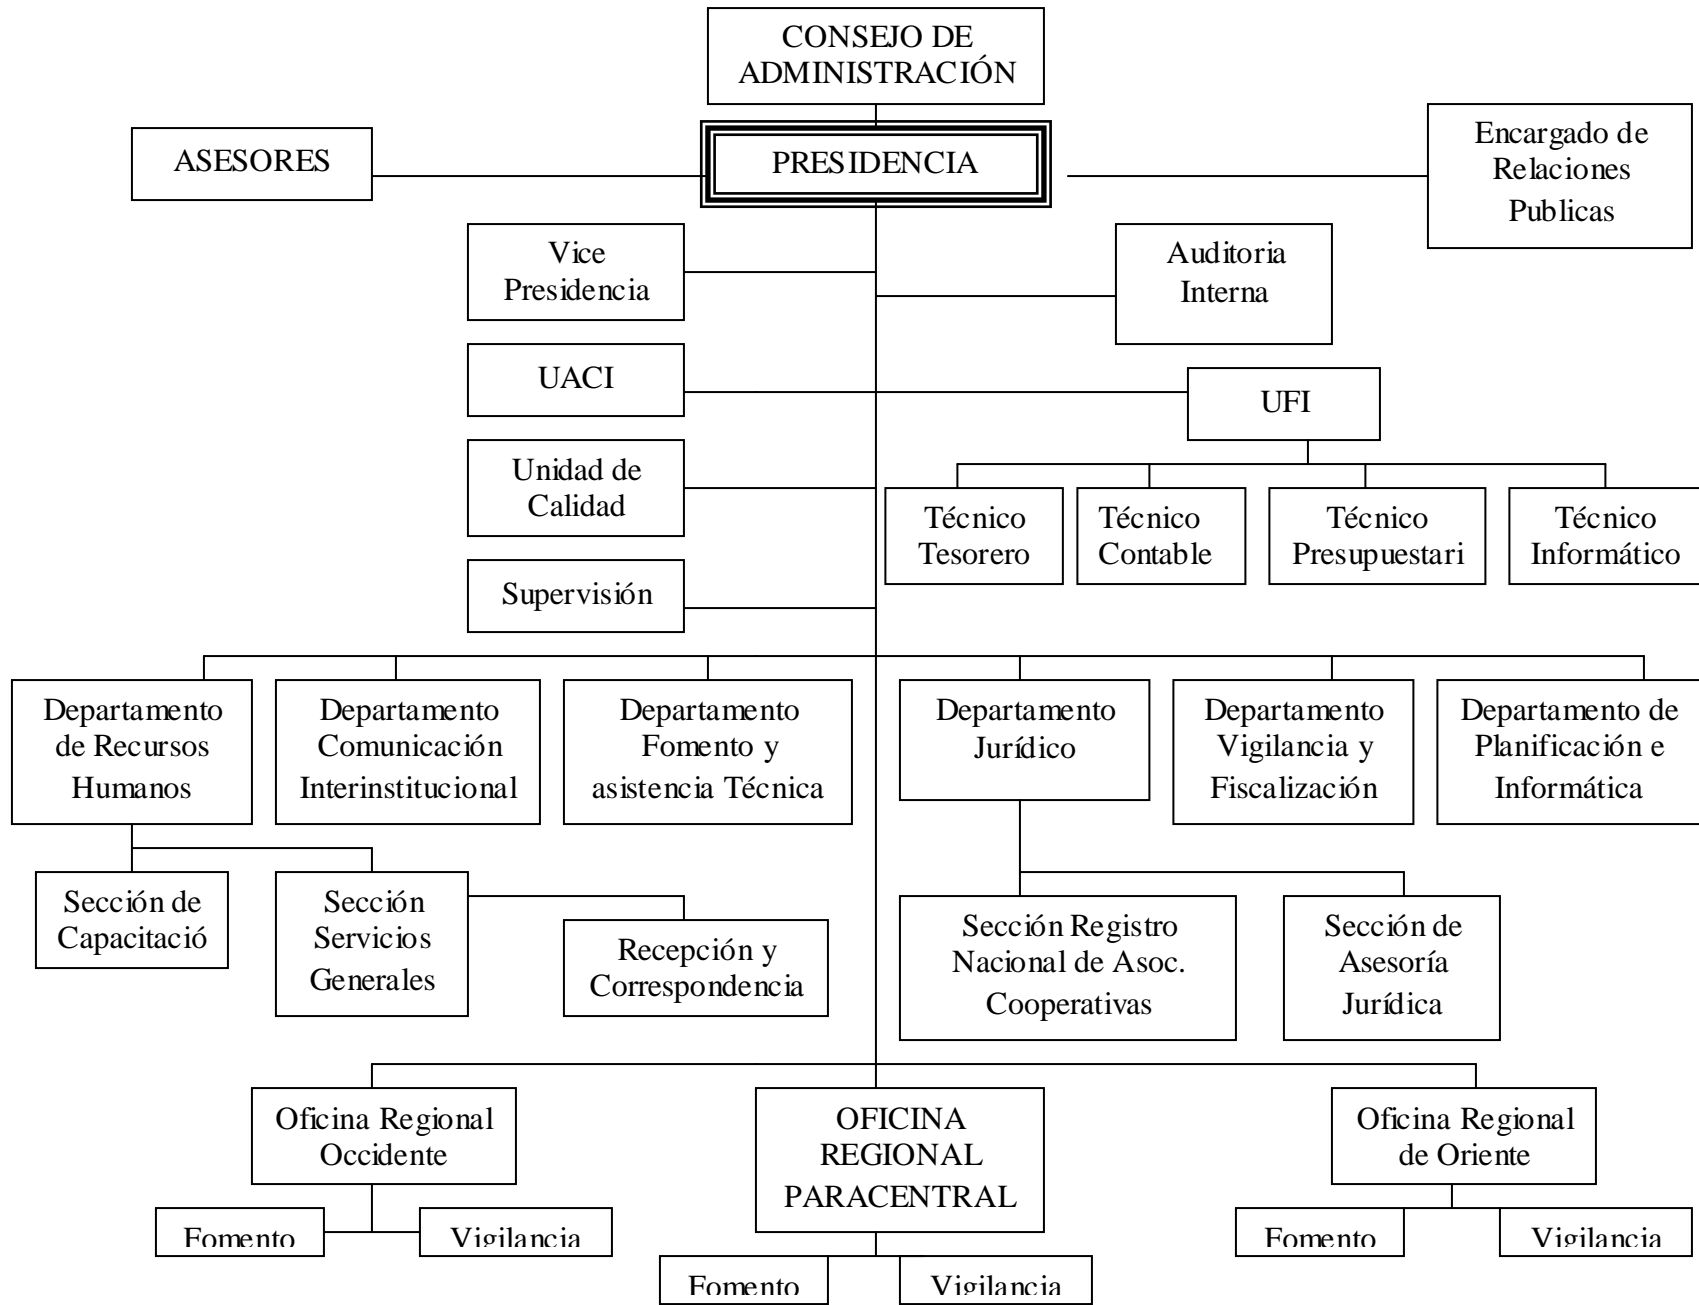 CONSEJO DE
ADMINISTRACIÓN
ASESORES
PRESIDENCIA
Encargado de
Relaciones
Publicas
Vice
Presidencia
Auditoria
Interna
UACI
UFI
Unidad de
Calidad
Técnico
Tesorero
Técnico
Contable
Técnico
Presupuestari
Técnico
Informático
Supervisión
Departamento
de Recursos
Humanos
Departamento
Comunicación
Interinstitucional
Departamento
Fomento y
asistencia Técnica
Departamento
Jurídico
Departamento
Vigilancia y
Fiscalización
Departamento de
Planificación e
Informática
Sección de
Capacitació
Sección
Servicios
Generales
Recepción y
Correspondencia
Sección Registro
Nacional de Asoc.
Cooperativas
Sección de
Asesoría
Jurídica
Oficina Regional
Occidente
OFICINA
REGIONAL
PARACENTRAL
Oficina Regional
de Oriente
Fomento
Vigilancia
Fomento
Vigilancia
Fomento
Vigilancia